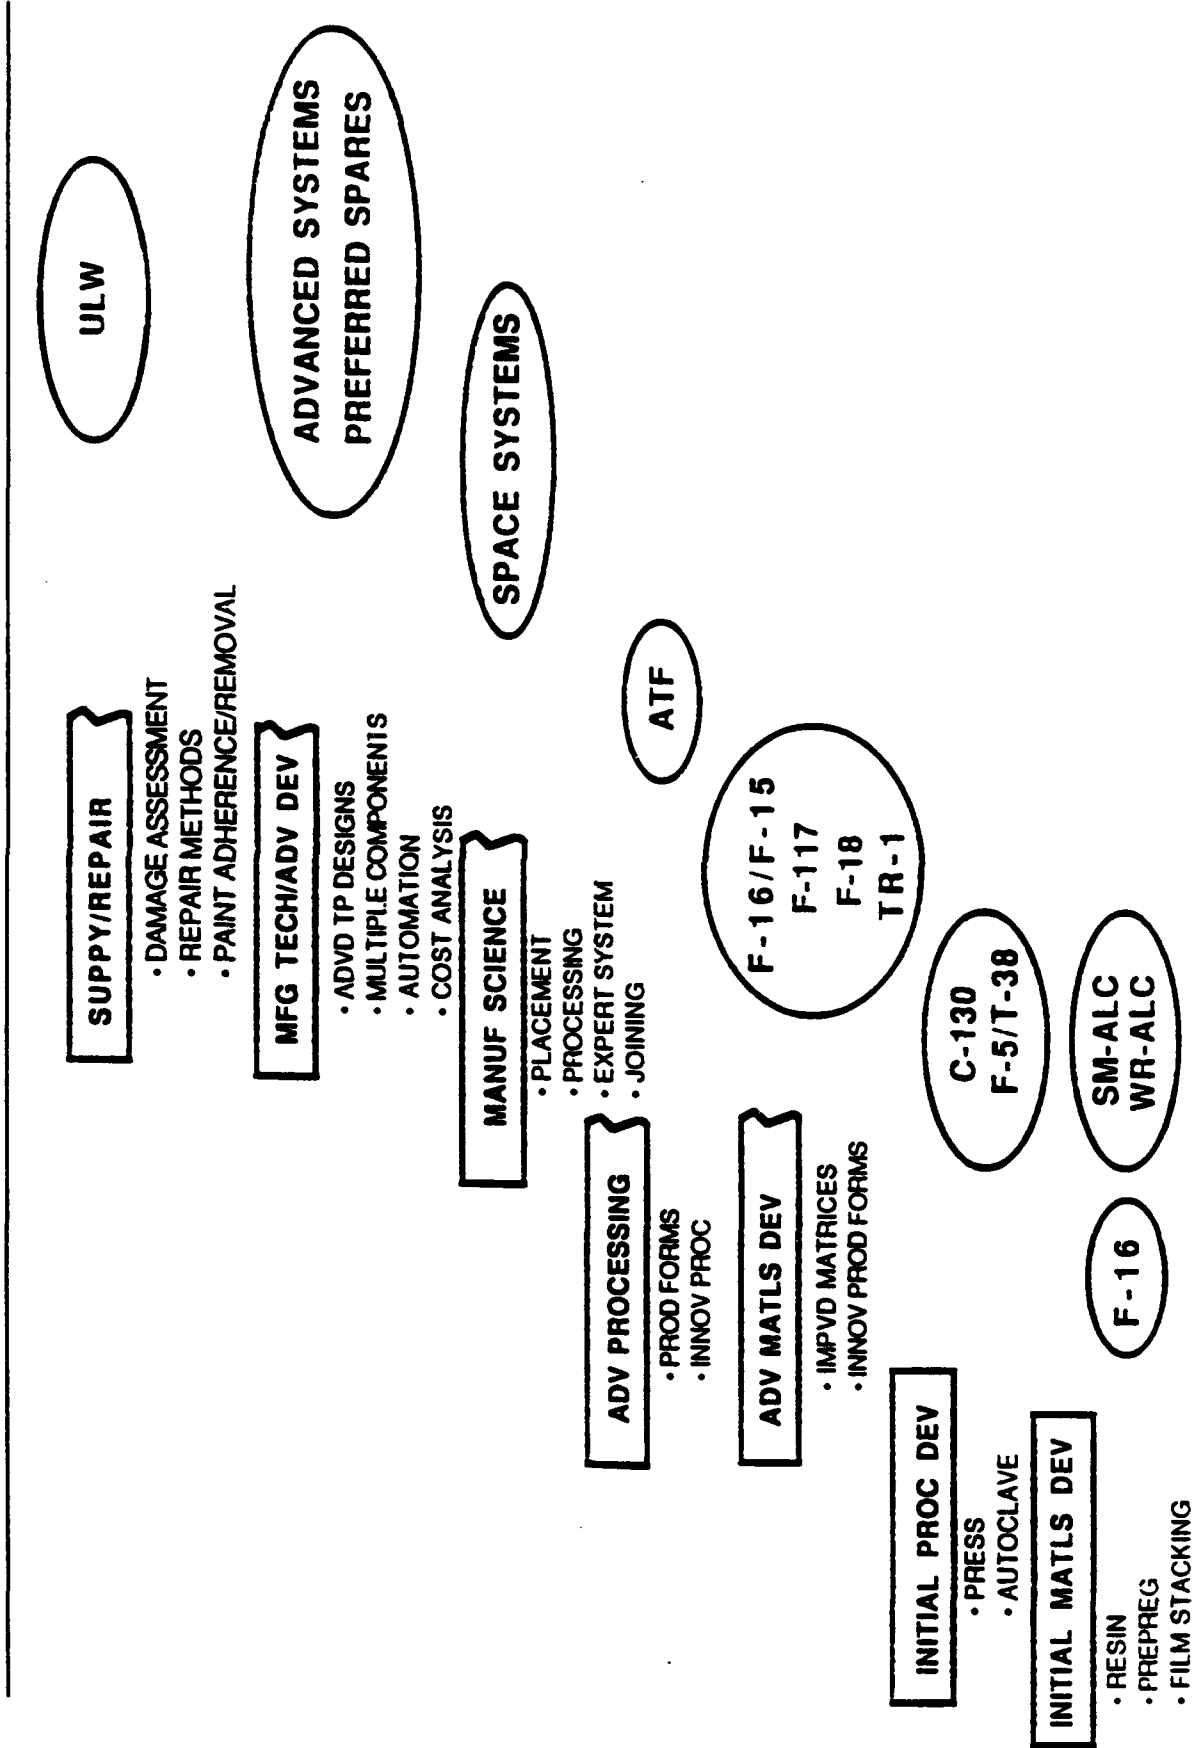 SUPPY/REPAIR
• DAMAGE ASSESSMENT
• REPAIR METHODS
• PAINT ADHERENCE/REMOVAL
ULW
MFG TECH/ADV DEV
• ADVD TP DESIGNS
• MULTIPLE COMPONENTS
• AUTOMATION
• COST ANALYSIS
ADVANCED SYSTEMS
PREFERRED SPARES
MANUF SCIENCE
• PLACEMENT
• PROCESSING
• EXPERT SYSTEM
• JOINING
SPACE SYSTEMS
ADV PROCESSING
• PROD FORMS
• INNOV PROC
ATF
ADV MATLS DEV
• IMPVD MATRICES
• INNOV PROD FORMS
F-16/F-15
F-117
F-18
TR-1
INITIAL PROC DEV
• PRESS
• AUTOCLAVE
C-130
F-5/T-38
INITIAL MATLS DEV
• RESIN
• PREPREG
• FILM STACKING
F-16
SM-ALC
WR-ALC